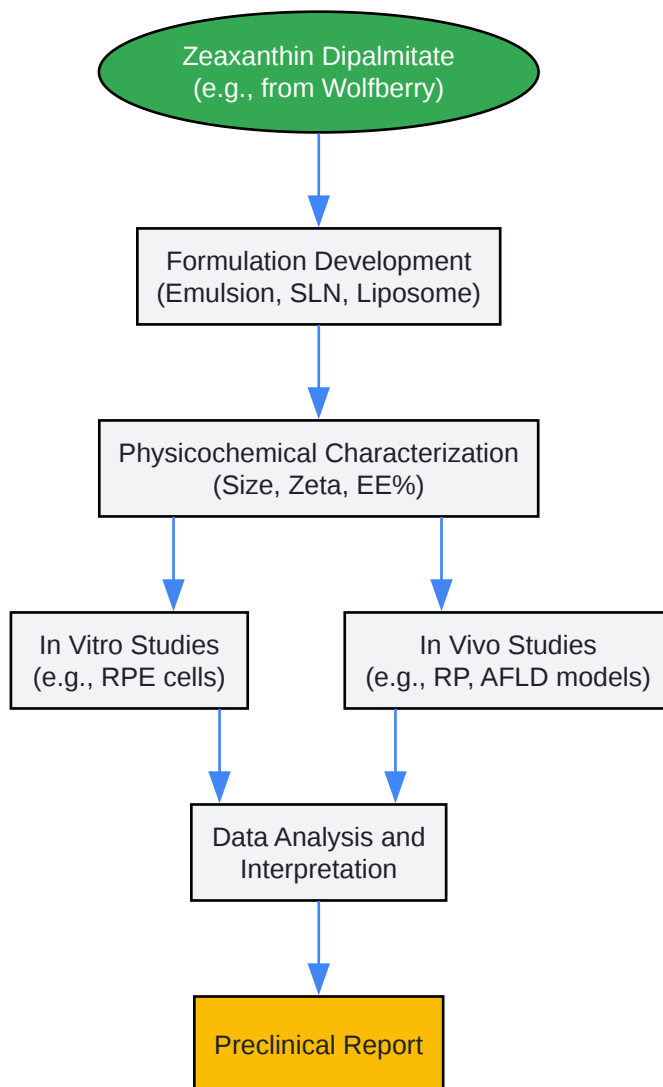 Zeaxanthin Dipalmitate
(e.g., from Wolfberry)
Formulation Development
(Emulsion, SLN, Liposome)
Physicochemical Characterization
(Size, Zeta, EE%)
In Vitro Studies
(e.g., RPE cells)
In Vivo Studies
(e.g., RP, AFLD models)
Data Analysis and
Interpretation
Preclinical Report